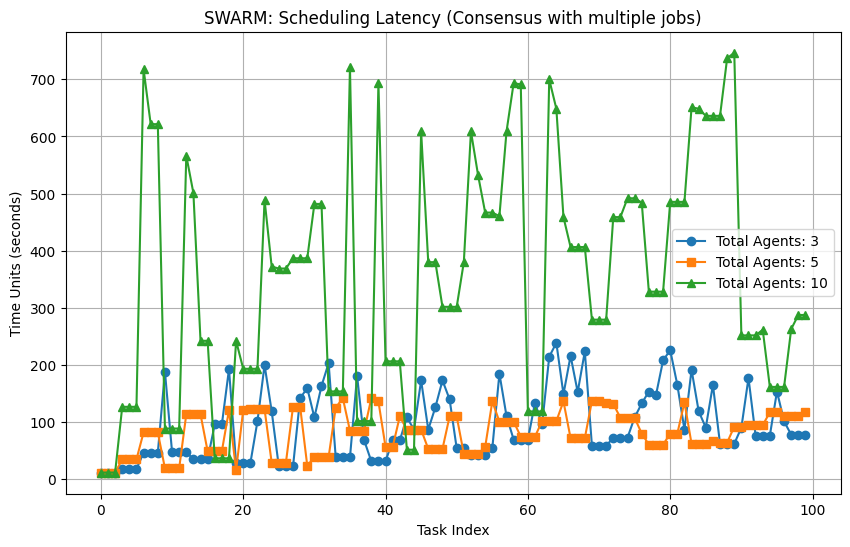 SWARM: Scheduling Latency (Consensus with multiple jobs)
Time Units (seconds)
700
600
500
400
300
200
100
0
Total Agents: 3
Total Agents: 5
Total Agents: 10
0 20 40 60 80 100
Task Index